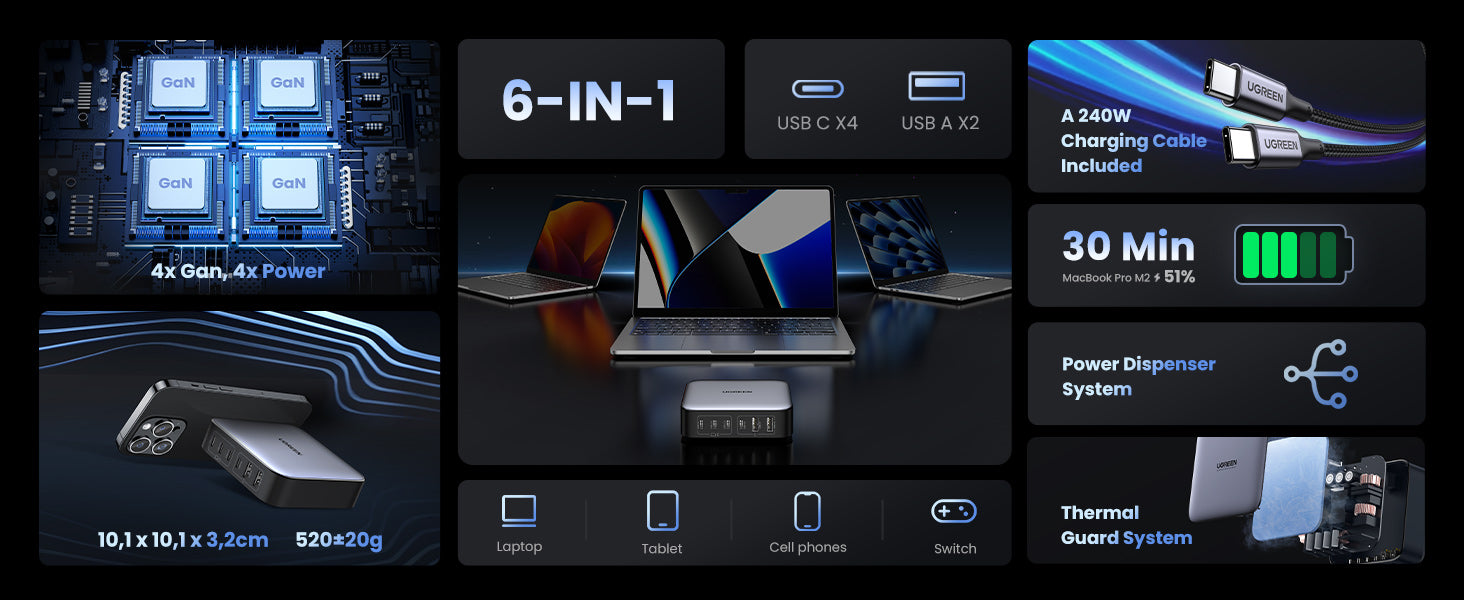 GaN
GaN
GaN
GaN
4x Gan, 4x Power
UGREEN
10,1 x 10,1 x 3,2cm
520±20g
6-IN-1
USB C X4
USB A X2
UGREEN
Laptop
Tablet
Cell phones
Switch
UGREEN
UGREEN
A 240W
Charging Cable
Included
30 Min
MacBook Pro M2 51%
Power Dispenser
System
UGREEN
Thermal
Guard System